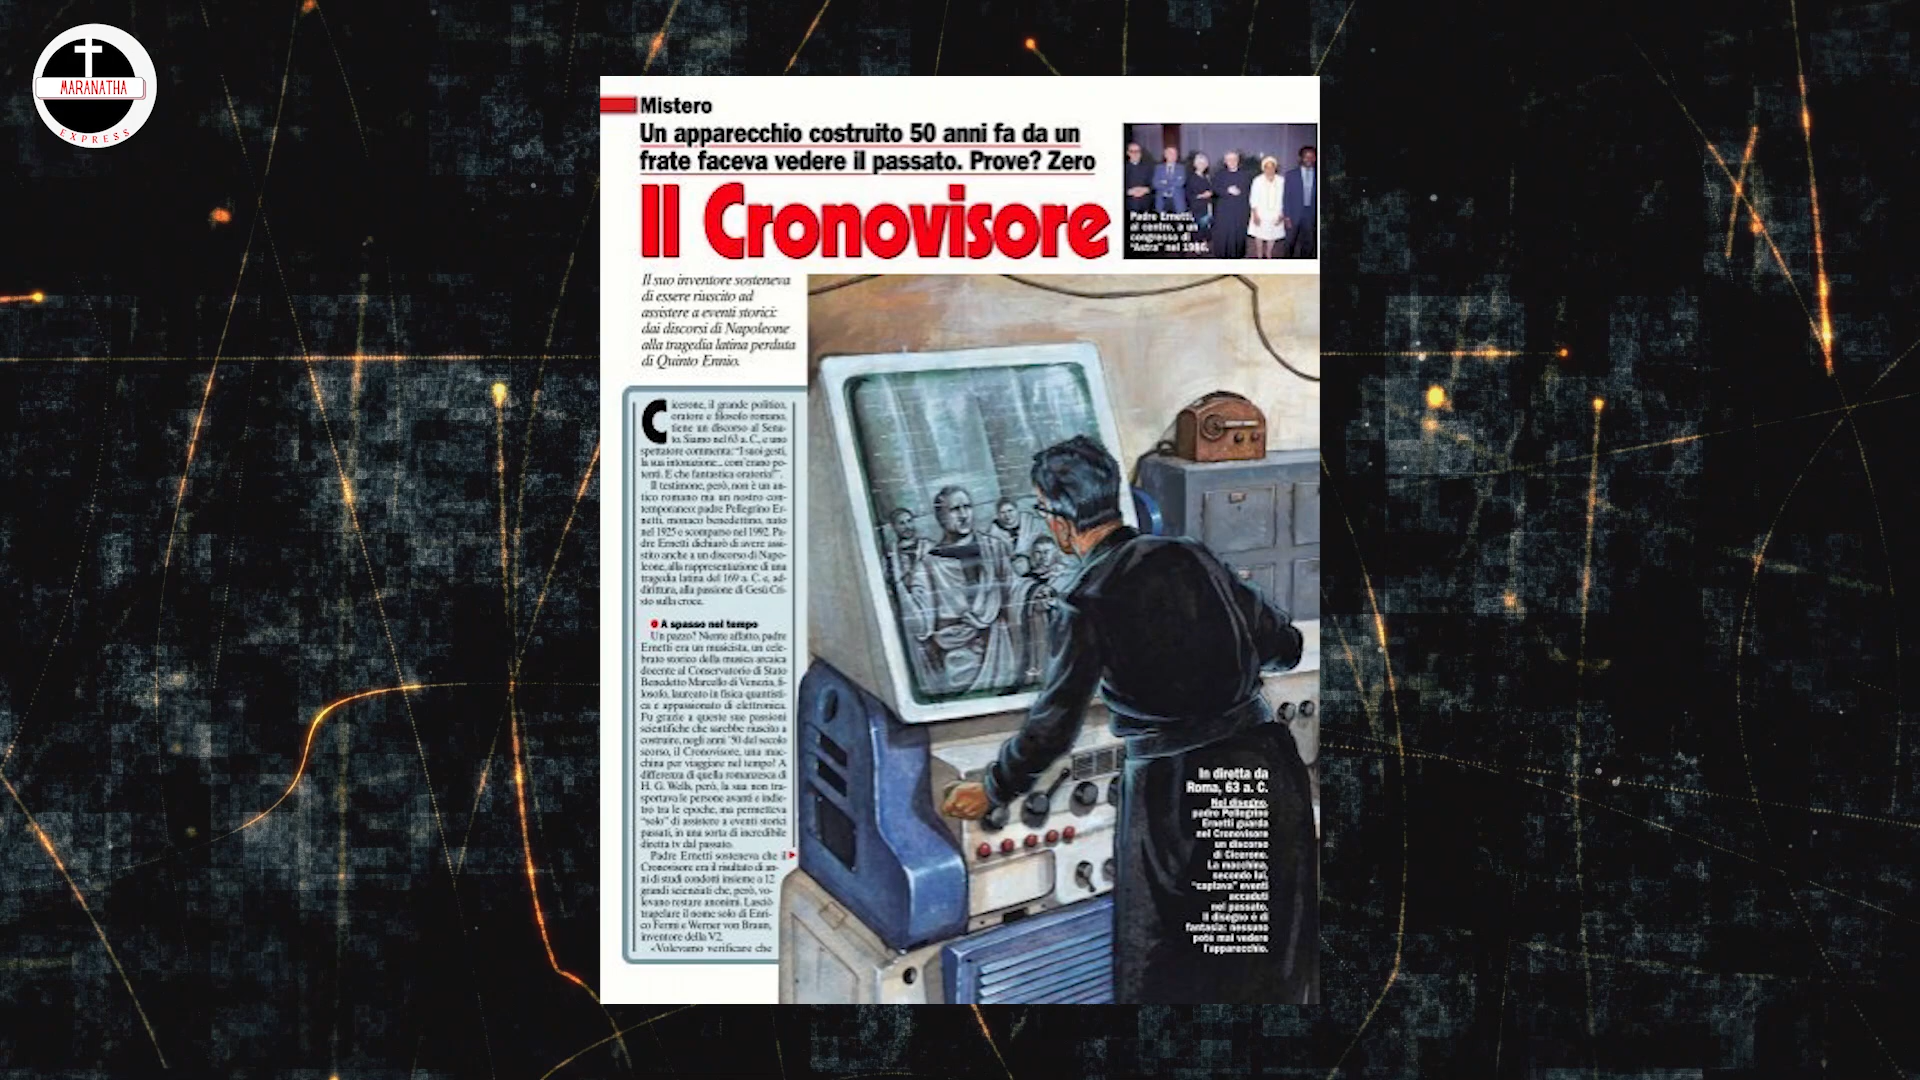 MARANATHA
EXPRESS
Mistero
Un apparecchio costruito 50 anni fa da un
frate faceva vedere il passato. Prove? Zero
Il Cronovisore
Padre Ernetti,
al centro, a un
congresso di
"Astra" nel 1986.
Il suo inventore sosteneva
di essere riuscito ad
assistere a eventi storici:
dai discorsi di Napoleone
alla tragedia latina perduta
di Quinto Ennio.
Cicerone, il grande politico,
oratore e filosofo romano,
tiene un discorso al Sena-
to. Siamo nel 63 a. C., e uno
spettatore commenta: "I suoi gesti,
la sua intonazione... com'erano po-
tenti. E che fantastica oratoria!".
Il testimone, però, non è un an-
tico romano ma un nostro con-
temporaneo: padre Pellegrino Er-
netti, monaco benedettino, nato
nel 1925 e scomparso nel 1992. Pa-
dre Ernetti dichiarò di avere assi-
stito anche a un discorso di Napo-
leone, alla rappresentazione di una
tragedia latina del 169 a. C. e, ad-
dirittura, alla passione di Gesù Cri-
sto sulla croce.
A spasso nel tempo
Un pazzo? Niente affatto, padre
Ernetti era un musicista, un cele-
brato storico della musica arcaica
docente al Conservatorio di Stato
Benedetto Marcello di Venezia, fi-
losofo, laureato in fisica quantisti-
ca e appassionato di elettronica.
Fu grazie a queste sue passioni
scientifiche che sarebbe riuscito a
costruire, negli anni '50 del secolo
scorso, il Cronovisore, una mac-
china per viaggiare nel tempo! A
differenza di quella romanzesca di
H. G. Wells, però, la sua non tra-
sportava le persone avanti e indie-
tro tra le epoche, ma permetteva
"solo" di assistere a eventi storici
passati, in una sorta di incredibile
diretta tv dal passato.
Padre Ernetti sosteneva che il
Cronovisore era il risultato di an-
ni di studi condotti insieme a 12
grandi scienziati che, però, vo-
levano restare anonimi. Lasciò
trapelare il nome solo di Enri-
co Fermi e Werner von Braun,
inventore della V2.
«Volevamo verificare che
In diretta da
Roma, 63 a. C.
Nel disegno,
padre Pellegrino
Ernetti guarda
nel Cronovisore
un discorso
di Cicerone.
La macchina,
secondo lui,
"captava" eventi
accaduti
nel passato.
Il disegno è di
fantasia: nessuno
poté mai vedere
l'apparecchio.